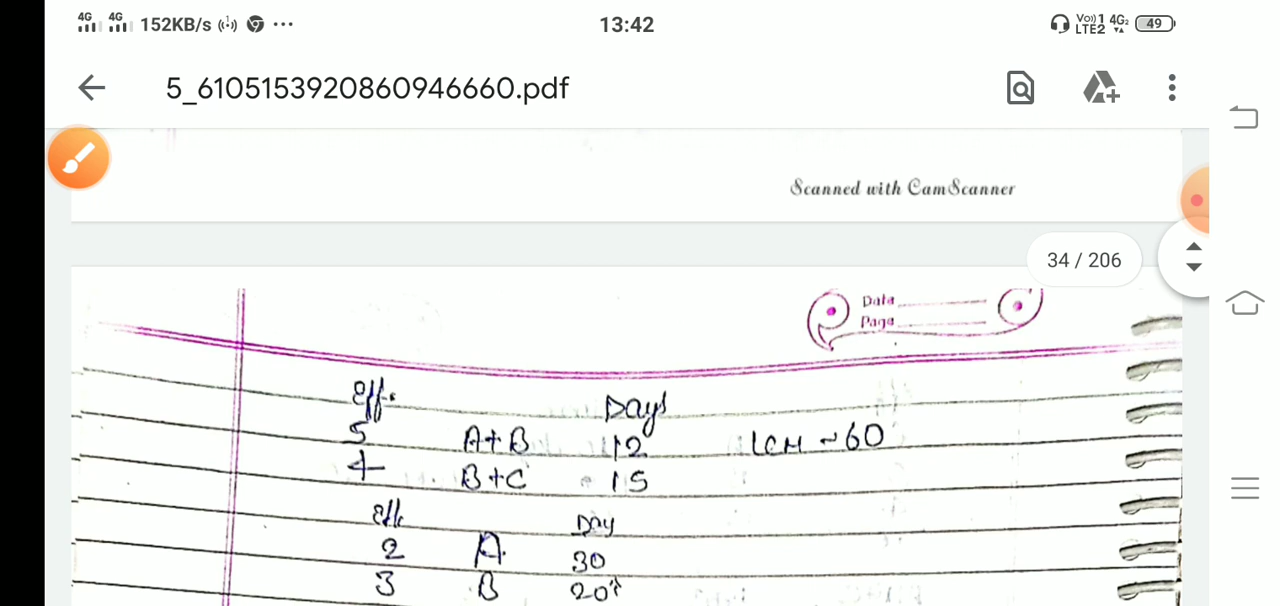 4G 4G 152KB/s 13:42 Vo)) 1 4G2 LTE2 49
5_6105153920860946660.pdf
Scanned with CamScanner
34 / 206
Date
Page
Eff. Days
5 A+B 12 LCM ~ 60
4 B+C 15
Eff Day
2 A. 30
3 B 20